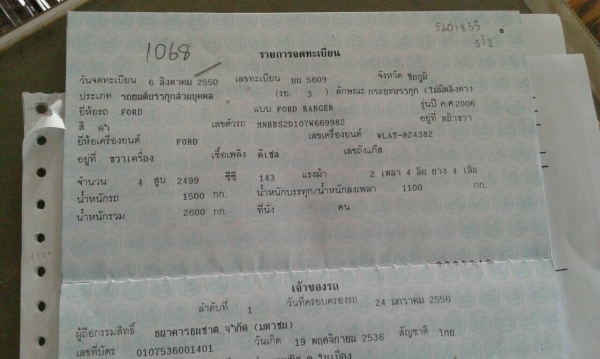 1068
5601855
5/2
รายการจดทะเบียน
วันจดทะเบียน 6 สิงหาคม 2550 เลขทะเบียน บฉ 5609 จังหวัด ชัยภูมิ
ประเภท รถยนต์บรรทุกส่วนบุคคล (รย. 3 ) ลักษณะ กระบะบรรทุก (ไม่มีหลังคา)
ยี่ห้อรถ FORD แบบ FORD RANGER รุ่นปี ค.ศ.2006
สี ดำ เลขตัวรถ MNBBS2D107W669982 อยู่ที่ หน้าขวา
ยี่ห้อเครื่องยนต์ FORD เลขเครื่องยนต์ WLAT-824382
อยู่ที่ ขวาเครื่อง เชื้อเพลิง ดีเซล เลขถังแก๊ส
จำนวน 4 สูบ 2499 ซีซี 143 แรงม้า 2 เพลา 4 ล้อ ยาง 4 เส้น
น้ำหนักรถ 1500 กก. น้ำหนักบรรทุก/น้ำหนักลงเพลา 1100 กก.
น้ำหนักรวม 2600 กก. ที่นั่ง คน
เจ้าของรถ
ลำดับที่ 1 วันที่ครอบครองรถ 24 มกราคม 2556
ผู้ถือกรรมสิทธิ์ ธนาคารธนชาต จำกัด (มหาชน)
เลขที่บัตร 0107536001401 วันเกิด 19 พฤศจิกายน 2536 สัญชาติ ไทย